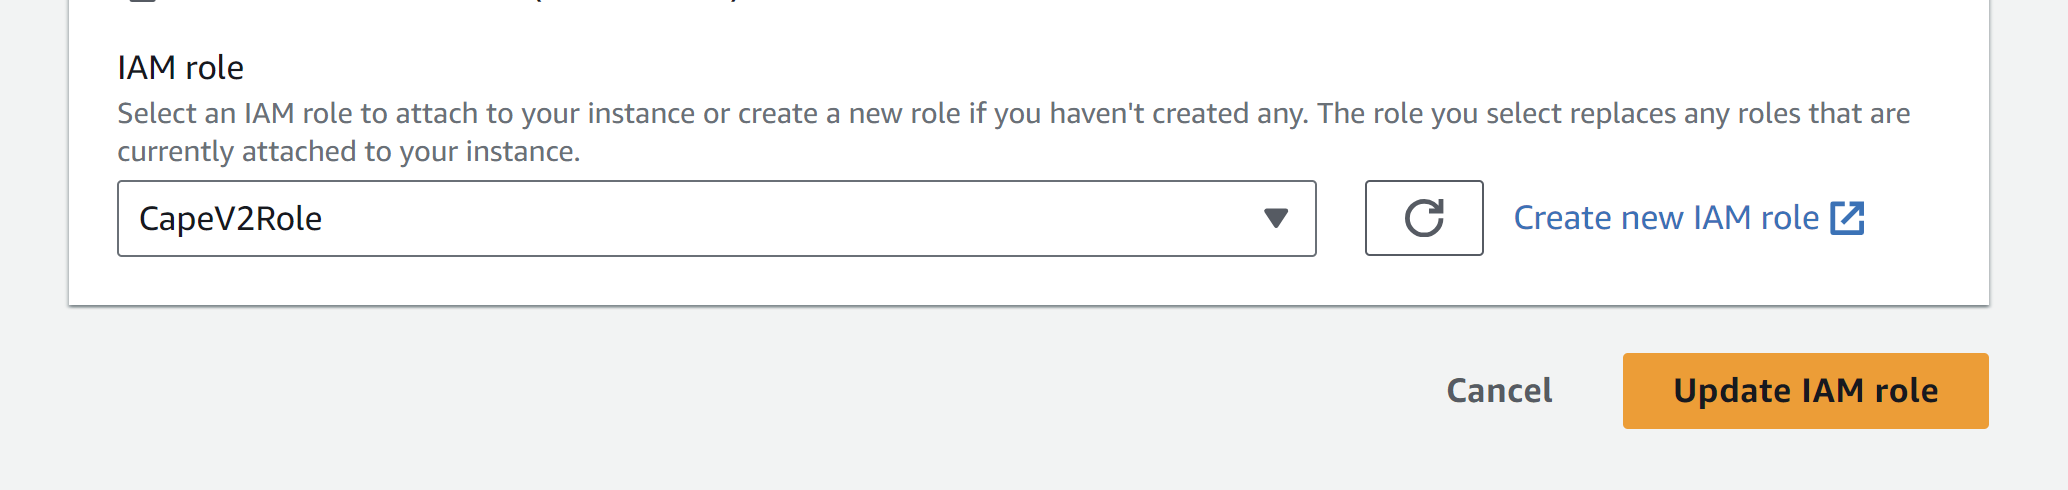 IAM role
Select an IAM role to attach to your instance or create a new role if you haven't created any. The role you select replaces any roles that are
currently attached to your instance.
CapeV2Role
Create new IAM role
Cancel
Update IAM role